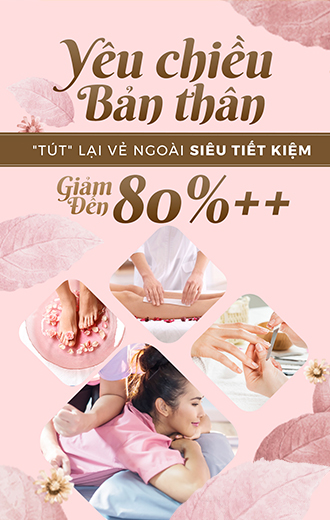 Yêu chiều
Bản thân
"TÚT" LẠI VẺ NGOÀI SIÊU TIẾT KIỆM
Giảm
Đến 80%++